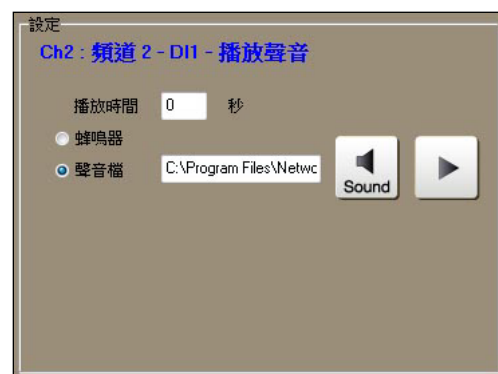 設定
Ch2 : 頻道 2 - DI1 - 播放聲音
播放時間 0 秒
蜂鳴器
聲音檔 C:\Program Files\Netwc
Sound